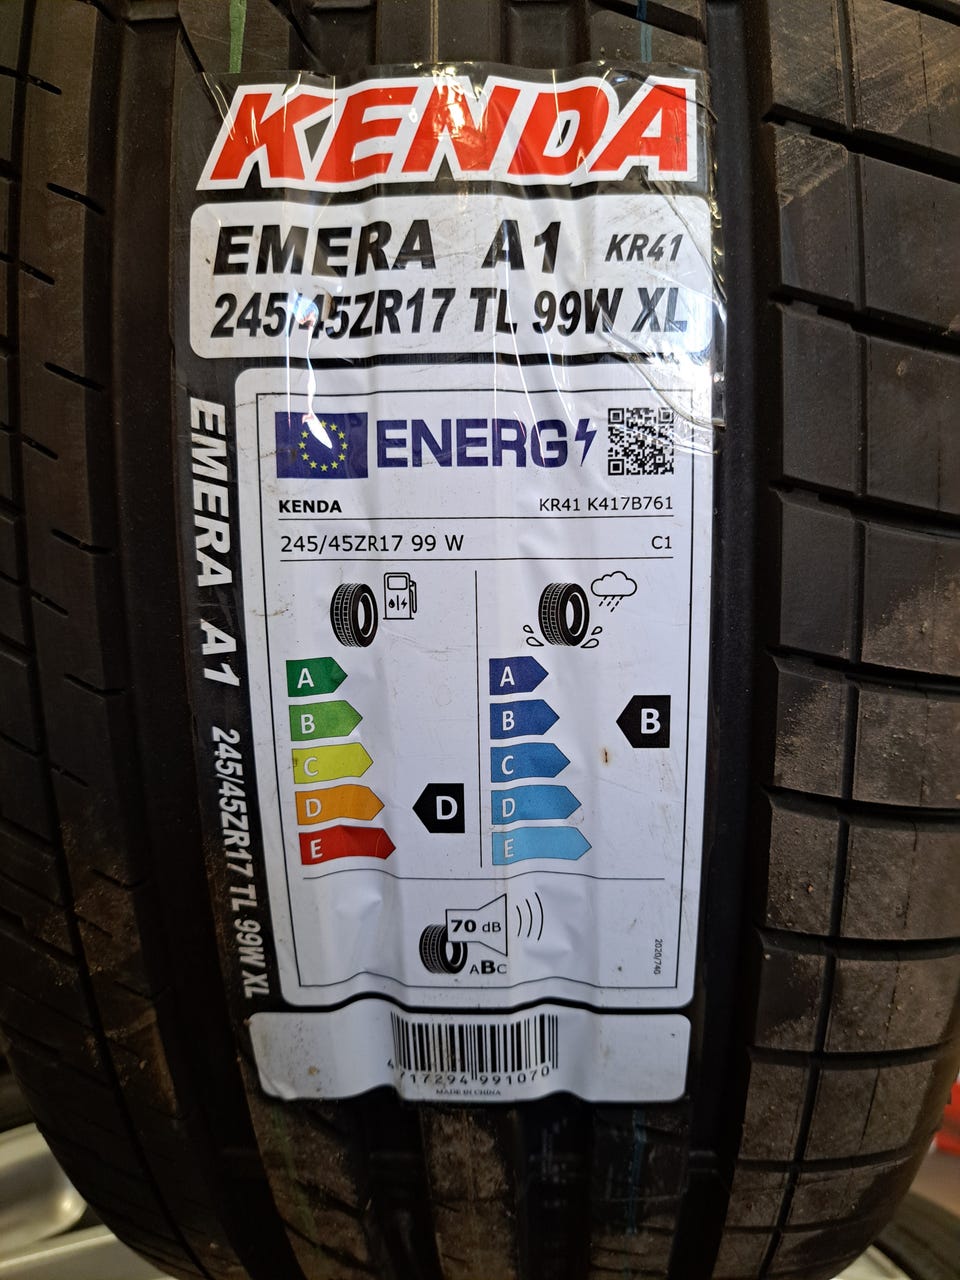 KENDA
EMERA A1 KR41
245/45ZR17 TL 99W XL
EMERA A1 245/45ZR17 TL 99W XL
ENERG
KENDA KR41 K417B761
245/45ZR17 99 W C1
A A
B B B
C C
D D D
E E
70 dB
ABC
2020/740
4717294991070
MADE IN CHINA